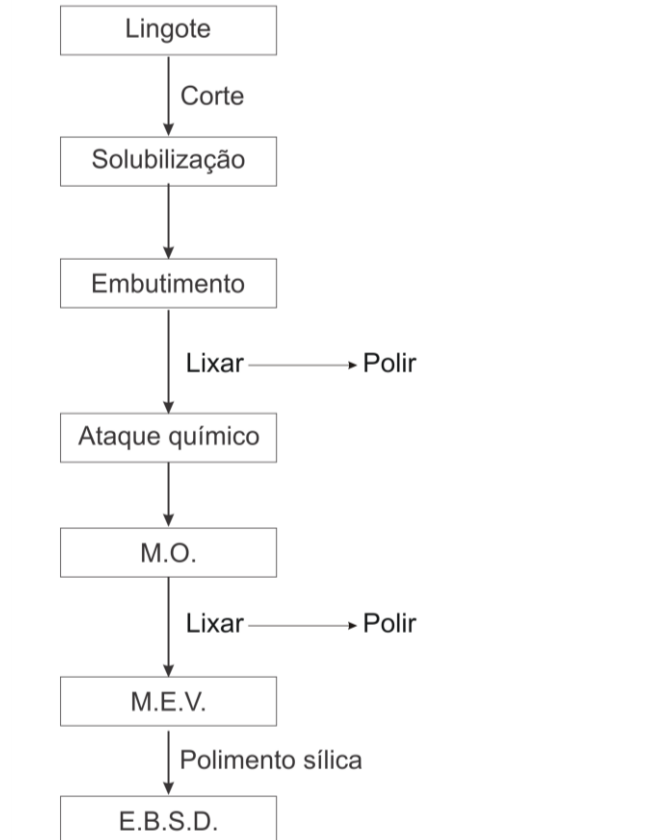 Lingote
Corte
Solubilização
Embutimento
Lixar Polir
Ataque químico
M.O.
Lixar Polir
M.E.V.
Polimento sílica
E.B.S.D.